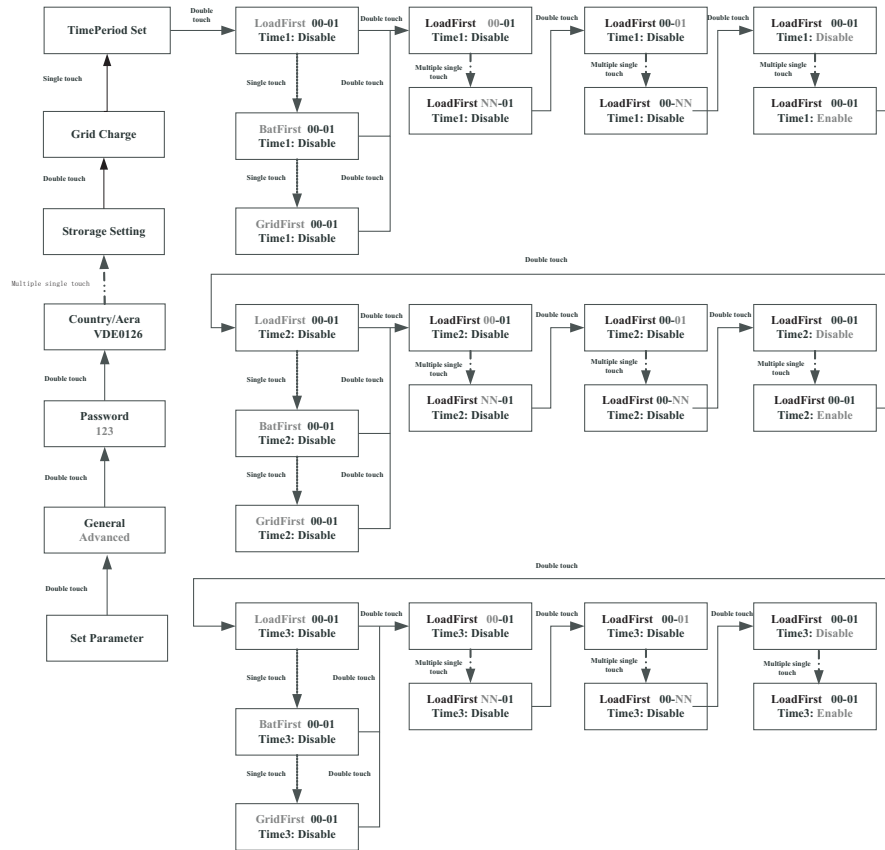 TimePeriod Set
Double
touch
LoadFirst 00-01
Time1: Disable
Double touch
LoadFirst 00-01
Time1: Disable
Double touch
LoadFirst 00-01
Time1: Disable
Double touch
LoadFirst 00-01
Time1: Disable
Single touch
Single touch
Double touch
Multiple single
touch
Multiple single
touch
Multiple single
touch
LoadFirst NN-01
Time1: Disable
LoadFirst 00-NN
Time1: Disable
LoadFirst 00-01
Time1: Enable
Grid Charge
BatFirst 00-01
Time1: Disable
Double touch
Single touch
Double touch
Strorage Setting
GridFirst 00-01
Time1: Disable
Double touch
Multiple single touch
Country/Aera
VDE0126
LoadFirst 00-01
Time2: Disable
Double touch
LoadFirst 00-01
Time2: Disable
Double touch
LoadFirst 00-01
Time2: Disable
Double touch
LoadFirst 00-01
Time2: Disable
Double touch
Single touch
Double touch
Multiple single
touch
Multiple single
touch
Multiple single
touch
LoadFirst NN-01
Time2: Disable
LoadFirst 00-NN
Time2: Disable
LoadFirst 00-01
Time2: Enable
Password
123
BatFirst 00-01
Time2: Disable
Double touch
Single touch
Double touch
General
Advanced
GridFirst 00-01
Time2: Disable
Double touch
Double touch
Set Parameter
LoadFirst 00-01
Time3: Disable
Double touch
LoadFirst 00-01
Time3: Disable
Double touch
LoadFirst 00-01
Time3: Disable
Double touch
LoadFirst 00-01
Time3: Disable
Single touch
Double touch
Multiple single
touch
Multiple single
touch
Multiple single
touch
LoadFirst NN-01
Time3: Disable
LoadFirst 00-NN
Time3: Disable
LoadFirst 00-01
Time3: Enable
BatFirst 00-01
Time3: Disable
Single touch
Double touch
GridFirst 00-01
Time3: Disable